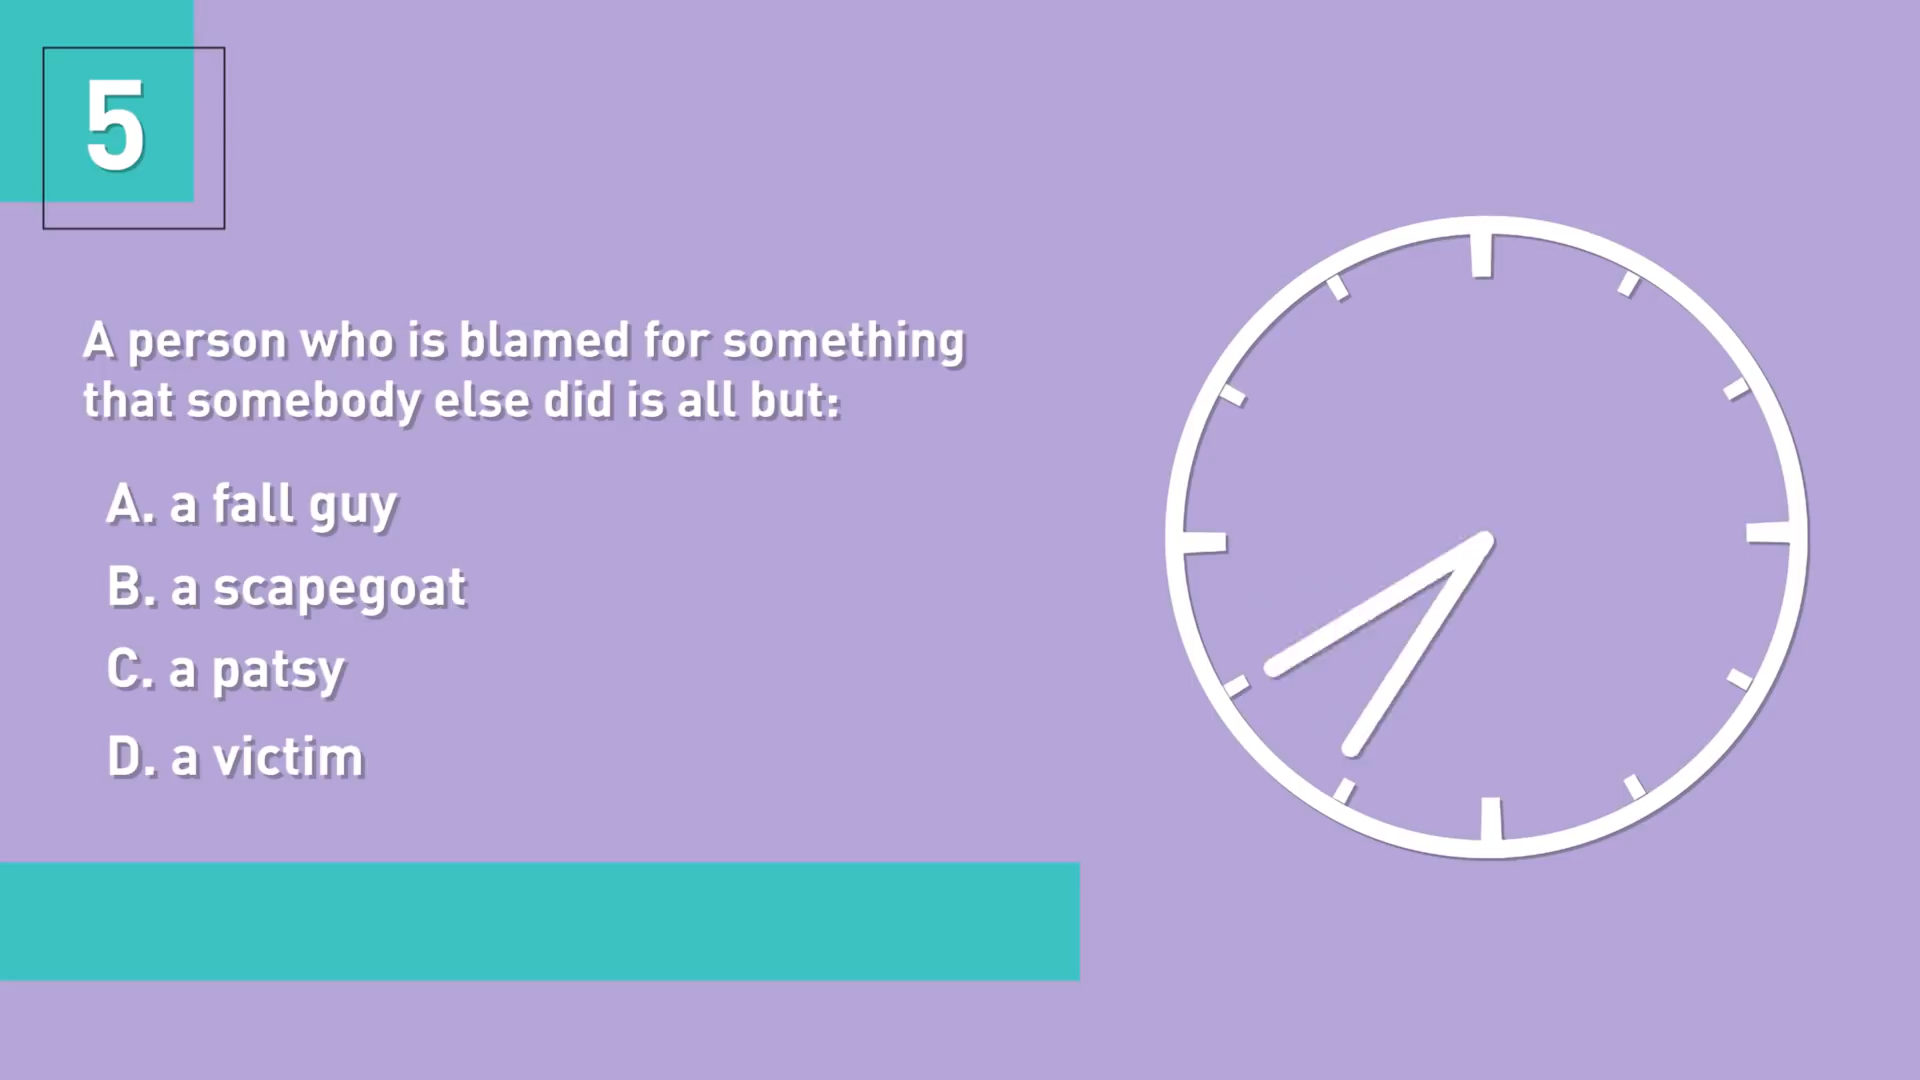 5
A person who is blamed for something
that somebody else did is all but:
A. a fall guy
B. a scapegoat
C. a patsy
D. a victim